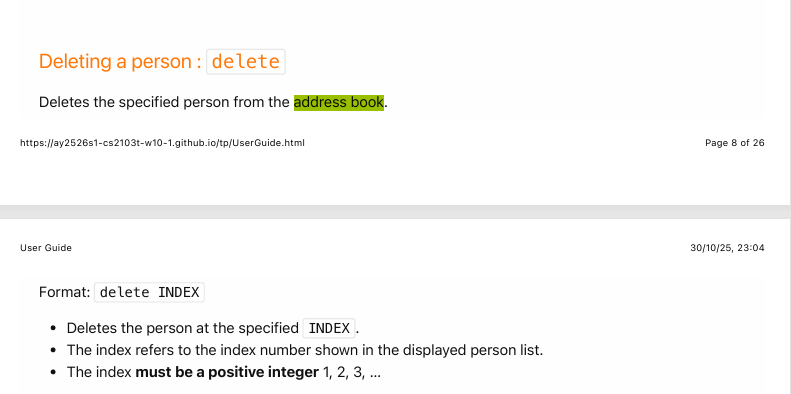 Deleting a person : delete
Deletes the specified person from the address book.
https://ay2526s1-cs2103t-w10-1.github.io/tp/UserGuide.html Page 8 of 26
User Guide 30/10/25, 23:04
Format: delete INDEX
• Deletes the person at the specified INDEX.
• The index refers to the index number shown in the displayed person list.
• The index must be a positive integer 1, 2, 3, …